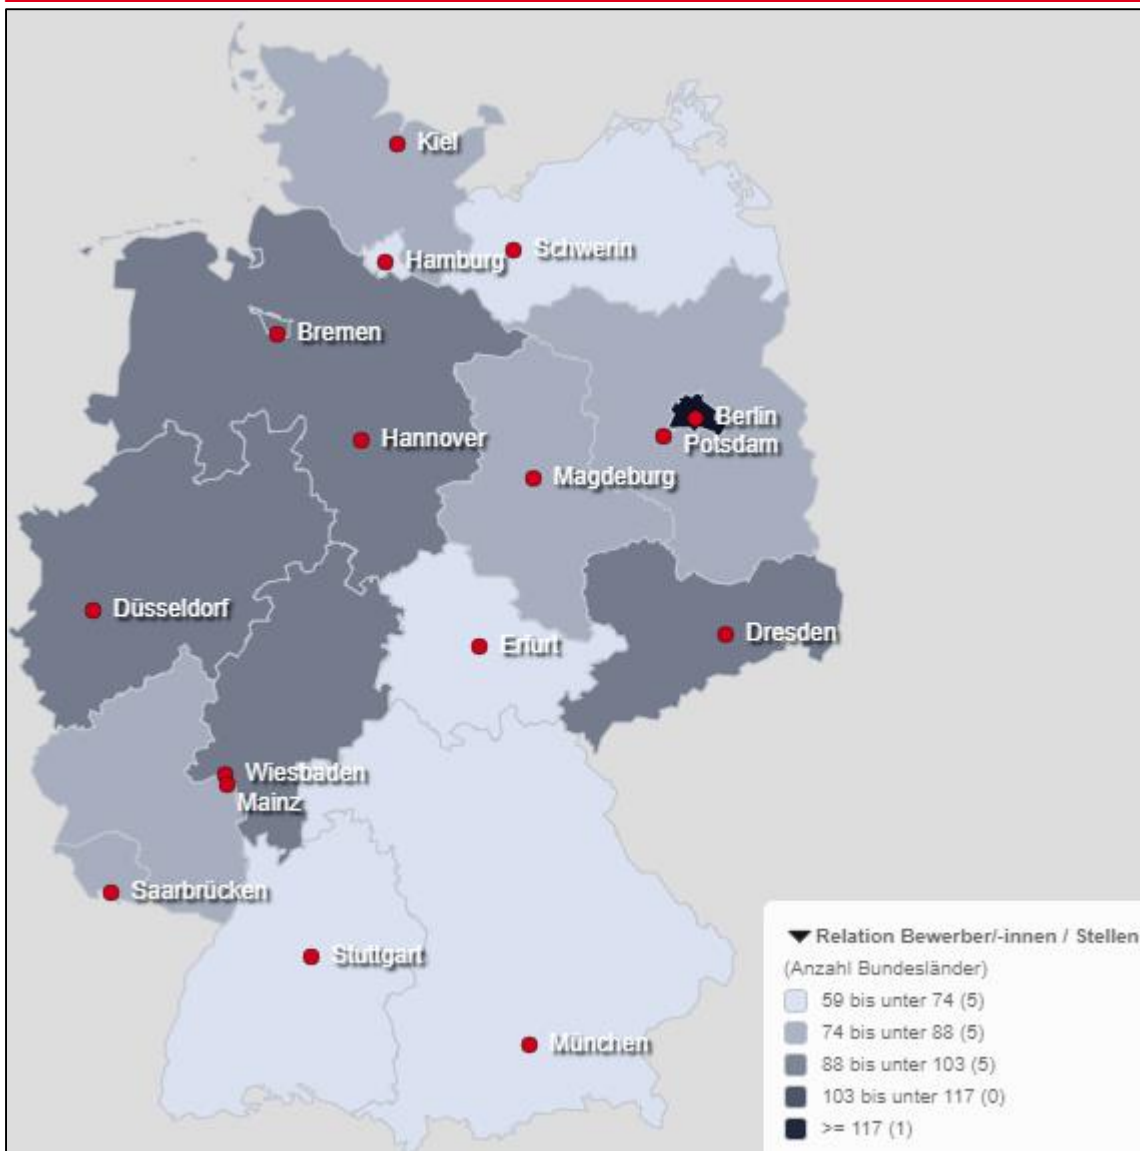 Kiel
Schwerin
Hamburg
Bremen
Berlin
Hannover
Potsdam
Magdeburg
Düsseldorf
Dresden
Erfurt
Wiesbaden
Mainz
Saarbrücken
Stuttgart
München
Relation Bewerber/-innen / Stellen
(Anzahl Bundesländer)
59 bis unter 74 (5)
74 bis unter 88 (5)
88 bis unter 103 (5)
103 bis unter 117 (0)
>= 117 (1)